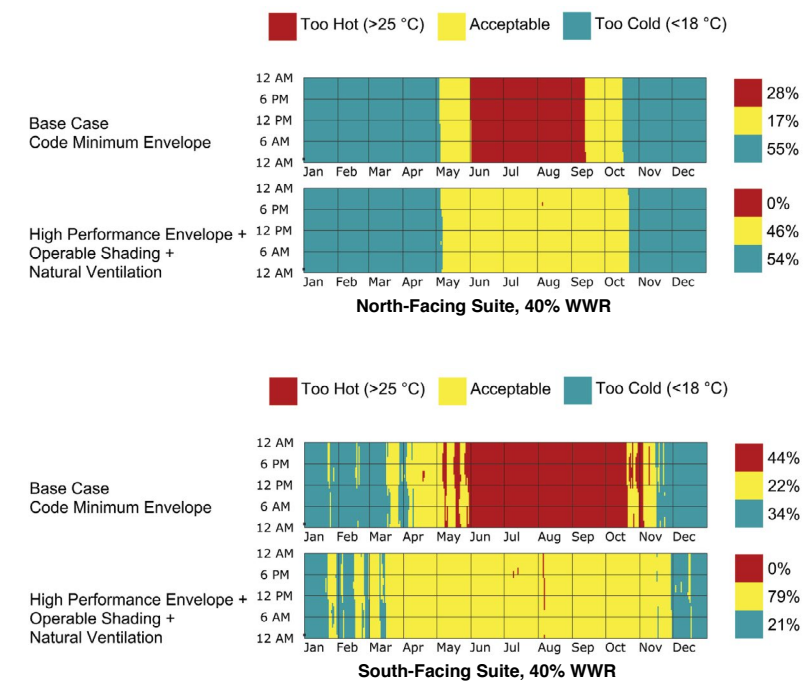 Too Hot (>25 °C) Acceptable Too Cold (<18 °C)
12 AM
6 PM
12 PM
6 AM
12 AM
Base Case
Code Minimum Envelope
28%
17%
55%
Jan Feb Mar Apr May Jun Jul Aug Sep Oct Nov Dec
12 AM
6 PM
12 PM
6 AM
12 AM
High Performance Envelope +
Operable Shading +
Natural Ventilation
0%
46%
54%
Jan Feb Mar Apr May Jun Jul Aug Sep Oct Nov Dec
North-Facing Suite, 40% WWR
Too Hot (>25 °C) Acceptable Too Cold (<18 °C)
12 AM
6 PM
12 PM
6 AM
12 AM
Base Case
Code Minimum Envelope
44%
22%
34%
Jan Feb Mar Apr May Jun Jul Aug Sep Oct Nov Dec
12 AM
6 PM
12 PM
6 AM
12 AM
High Performance Envelope +
Operable Shading +
Natural Ventilation
0%
79%
21%
Jan Feb Mar Apr May Jun Jul Aug Sep Oct Nov Dec
South-Facing Suite, 40% WWR